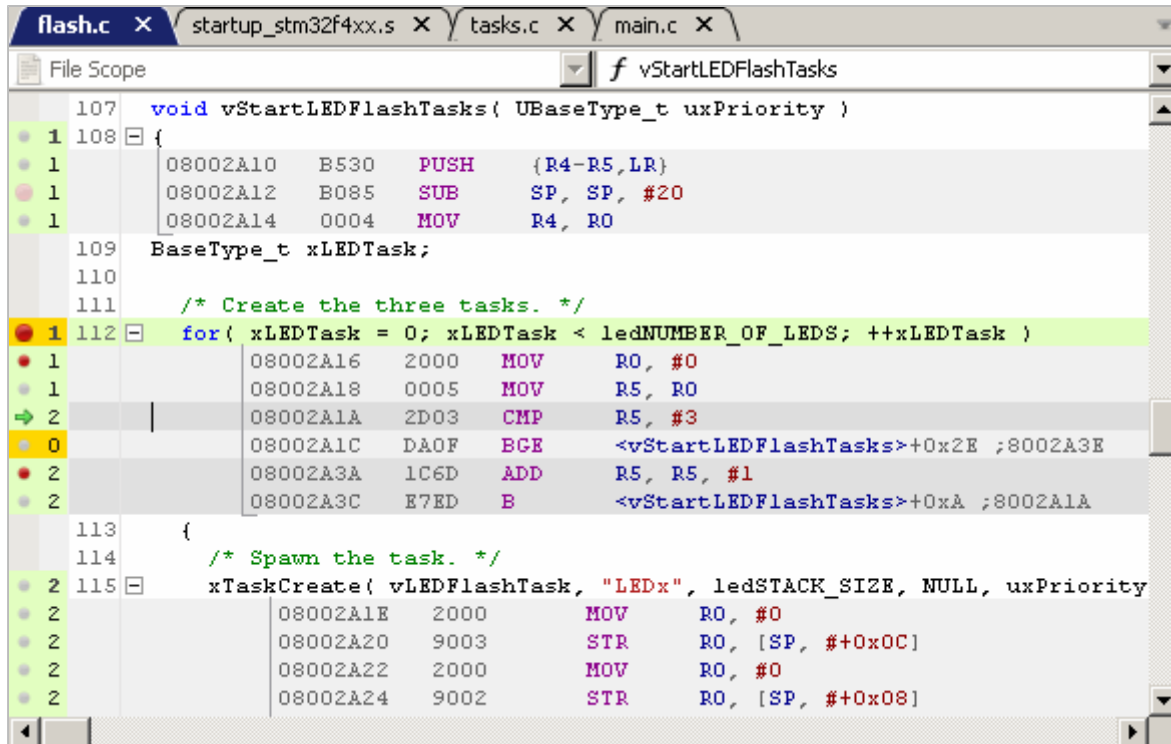 flash.c startup_stm32f4xx.s tasks.c main.c
File Scope f vStartLEDFlashTasks
107 void vStartLEDFlashTasks( UBaseType_t uxPriority )
1 108 {
1 08002A10 B530 PUSH {R4-R5,LR}
1 08002A12 B085 SUB SP, SP, #20
1 08002A14 0004 MOV R4, R0
109 BaseType_t xLEDTask;
110
111 /* Create the three tasks. */
1 112 for( xLEDTask = 0; xLEDTask < ledNUMBER_OF_LEDS; ++xLEDTask )
1 08002A16 2000 MOV R0, #0
1 08002A18 0005 MOV R5, R0
2 08002A1A 2D03 CMP R5, #3
0 08002A1C DA0F BGE <vStartLEDFlashTasks>+0x2E ;8002A3E
2 08002A3A 1C6D ADD R5, R5, #1
2 08002A3C E7ED B <vStartLEDFlashTasks>+0xA ;8002A1A
113 {
114 /* Spawn the task. */
2 115 xTaskCreate( vLEDFlashTask, "LEDx", ledSTACK_SIZE, NULL, uxPriority
2 08002A1E 2000 MOV R0, #0
2 08002A20 9003 STR R0, [SP, #+0x0C]
2 08002A22 2000 MOV R0, #0
2 08002A24 9002 STR R0, [SP, #+0x08]